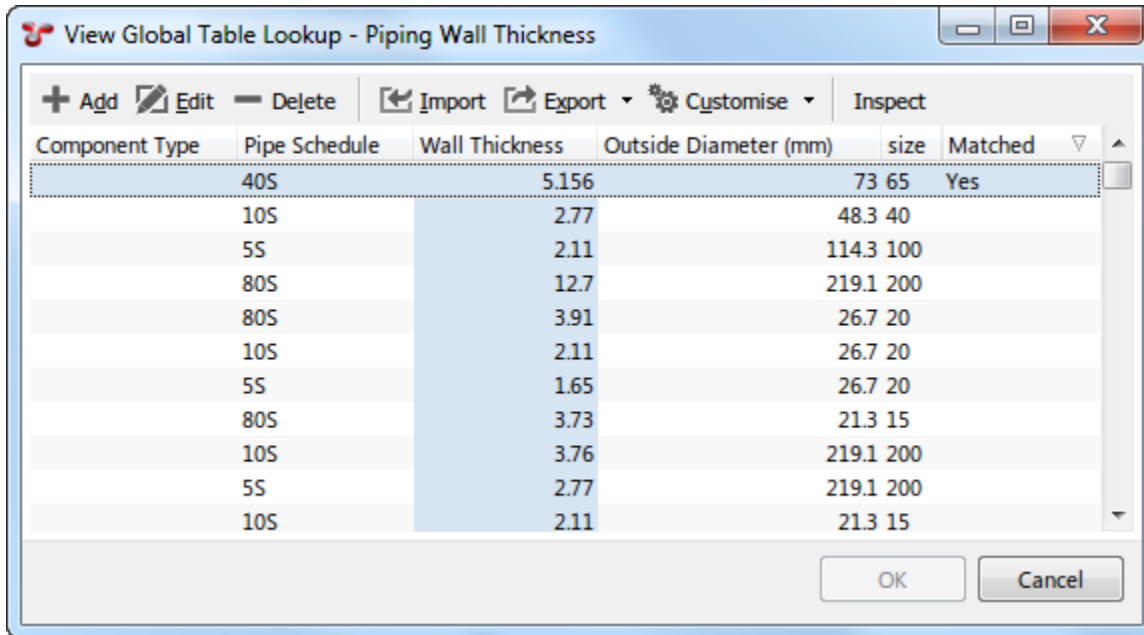 View Global Table Lookup - Piping Wall Thickness
Add Edit Delete Import Export Customise Inspect
Component Type Pipe Schedule Wall Thickness Outside Diameter (mm) size Matched
40S 5.156 73 65 Yes
10S 2.77 48.3 40
5S 2.11 114.3 100
80S 12.7 219.1 200
80S 3.91 26.7 20
10S 2.11 26.7 20
5S 1.65 26.7 20
80S 3.73 21.3 15
10S 3.76 219.1 200
5S 2.77 219.1 200
10S 2.11 21.3 15
OK Cancel